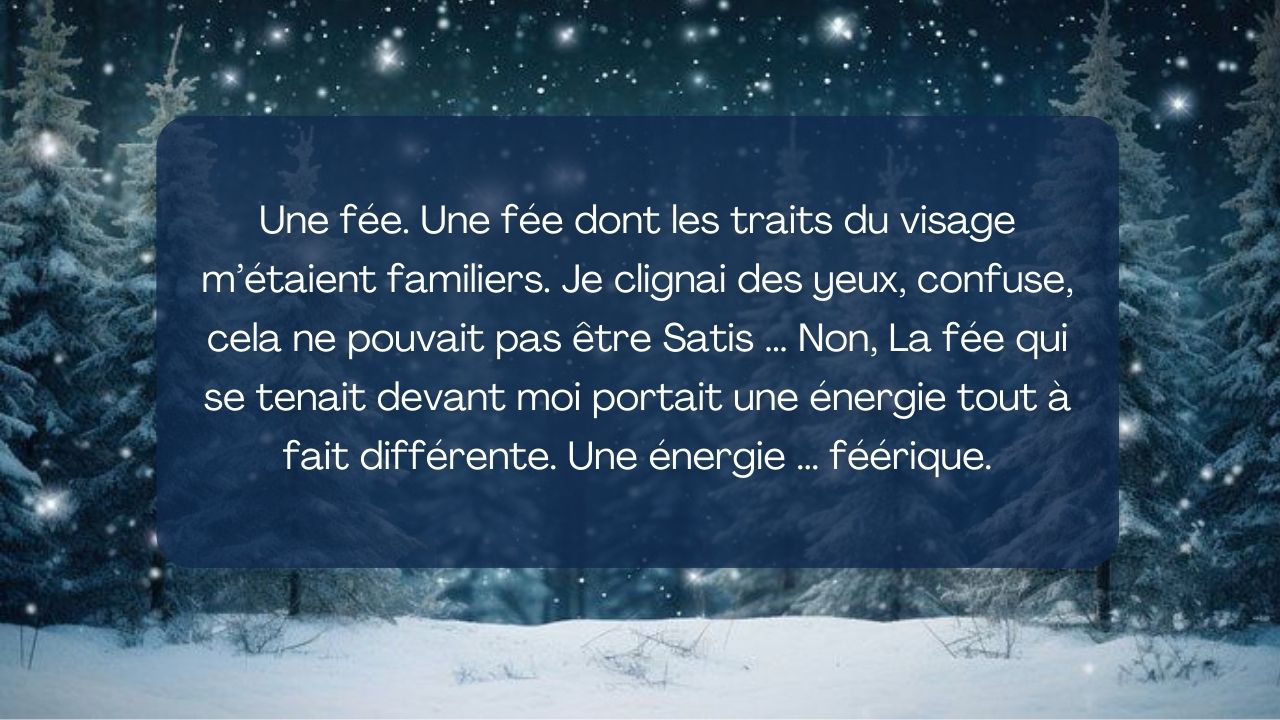 Une fée. Une fée dont les traits du visage
m’étaient familiers. Je clignai des yeux, confuse,
cela ne pouvait pas être Satis ... Non, La fée qui
se tenait devant moi portait une énergie tout à
fait différente. Une énergie ... féérique.